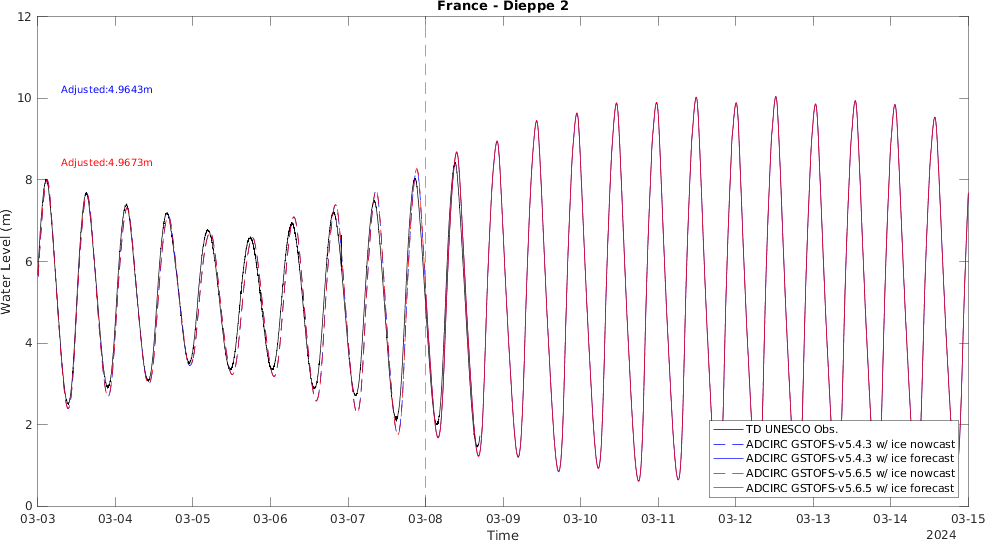 France - Dieppe 2
12
10
8
6
4
2
0
Water Level (m)
Adjusted:4.9643m
Adjusted:4.9673m
TD UNESCO Obs.
ADCIRC GSTOFS-v5.4.3 w/ ice nowcast
ADCIRC GSTOFS-v5.4.3 w/ ice forecast
ADCIRC GSTOFS-v5.6.5 w/ ice nowcast
ADCIRC GSTOFS-v5.6.5 w/ ice forecast
03-03 03-04 03-05 03-06 03-07 03-08 03-09 03-10 03-11 03-12 03-13 03-14 03-15
Time
2024